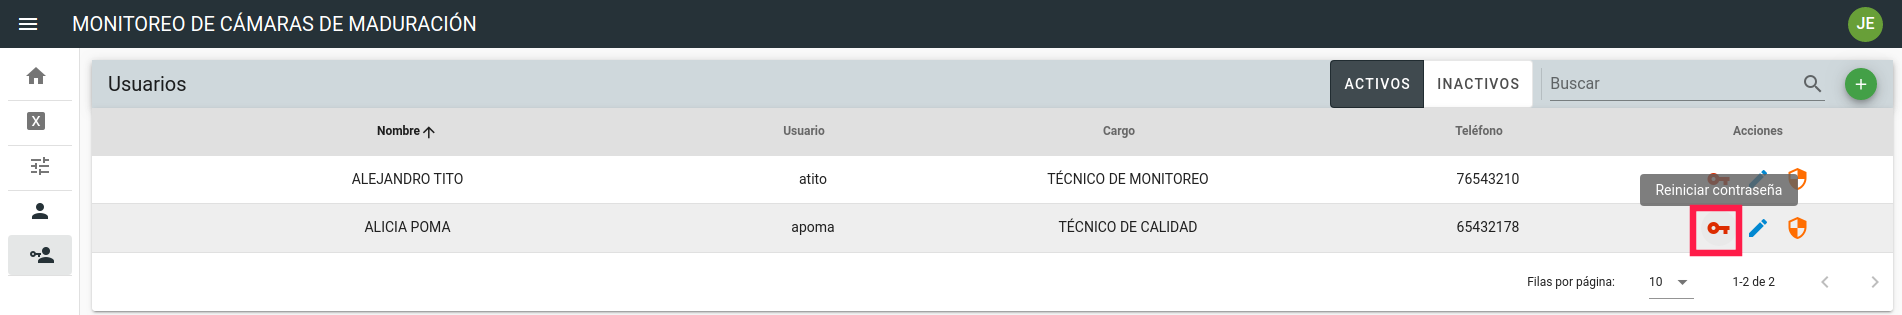 MONITOREO DE CÁMARAS DE MADURACIÓN
JE
Usuarios
ACTIVOS
INACTIVOS
Buscar
X
Nombre
Usuario
Cargo
Teléfono
Acciones
ALEJANDRO TITO
atito
TÉCNICO DE MONITOREO
76543210
Reiniciar contraseña
ALICIA POMA
apoma
TÉCNICO DE CALIDAD
65432178
Filas por página:
10
1-2 de 2